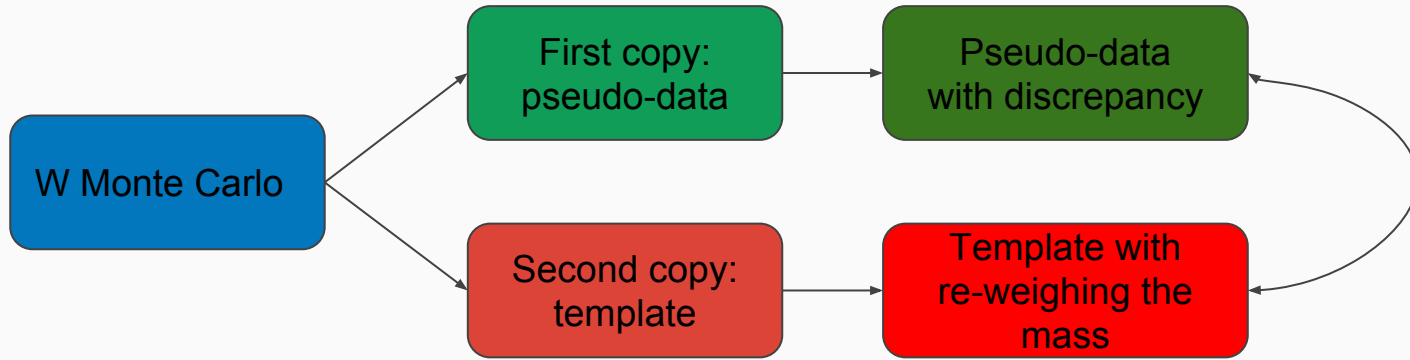 W Monte Carlo
First copy:
pseudo-data
Pseudo-data
with discrepancy
Second copy:
template
Template with
re-weighing the
mass